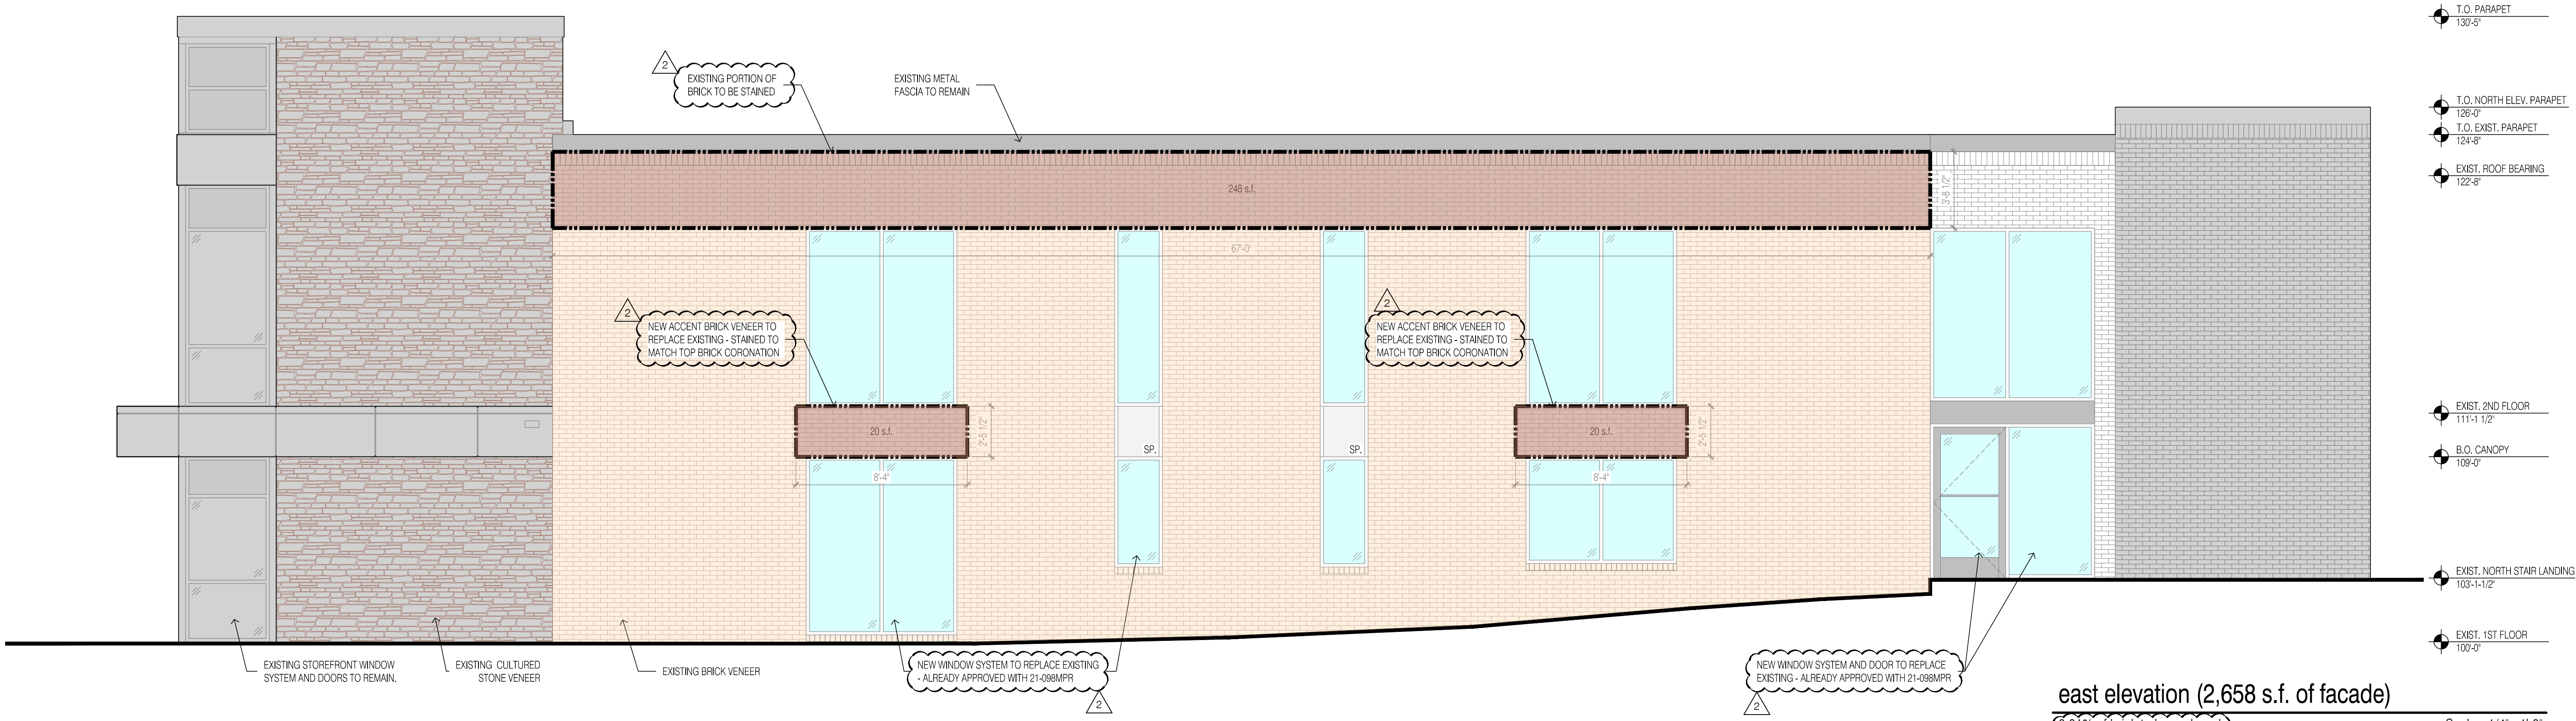 T.O. PARAPET
130'-5"
2
EXISTING PORTION OF
BRICK TO BE STAINED
EXISTING METAL
FASCIA TO REMAIN
T.O. NORTH ELEV. PARAPET
126'-0"
T.O. EXIST. PARAPET
124'-8"
EXIST. ROOF BEARING
122'-8"
248 s.f.
3'-8 1/2"
67'-0"
2
NEW ACCENT BRICK VENEER TO
REPLACE EXISTING - STAINED TO
MATCH TOP BRICK CORONATION
2
NEW ACCENT BRICK VENEER TO
REPLACE EXISTING - STAINED TO
MATCH TOP BRICK CORONATION
EXIST. 2ND FLOOR
111'-1 1/2"
20 s.f.
2'-5 1/2"
20 s.f.
2'-5 1/2"
SP.
SP.
B.O. CANOPY
109'-0"
8'-4"
8'-4"
EXIST. NORTH STAIR LANDING
103'-1-1/2"
EXIST. 1ST FLOOR
100'-0"
EXISTING STOREFRONT WINDOW
SYSTEM AND DOORS TO REMAIN.
EXISTING CULTURED
STONE VENEER
EXISTING BRICK VENEER
NEW WINDOW SYSTEM TO REPLACE EXISTING
- ALREADY APPROVED WITH 21-098MPR
2
NEW WINDOW SYSTEM AND DOOR TO REPLACE
EXISTING - ALREADY APPROVED WITH 21-098MPR
2
east elevation (2,658 s.f. of facade)